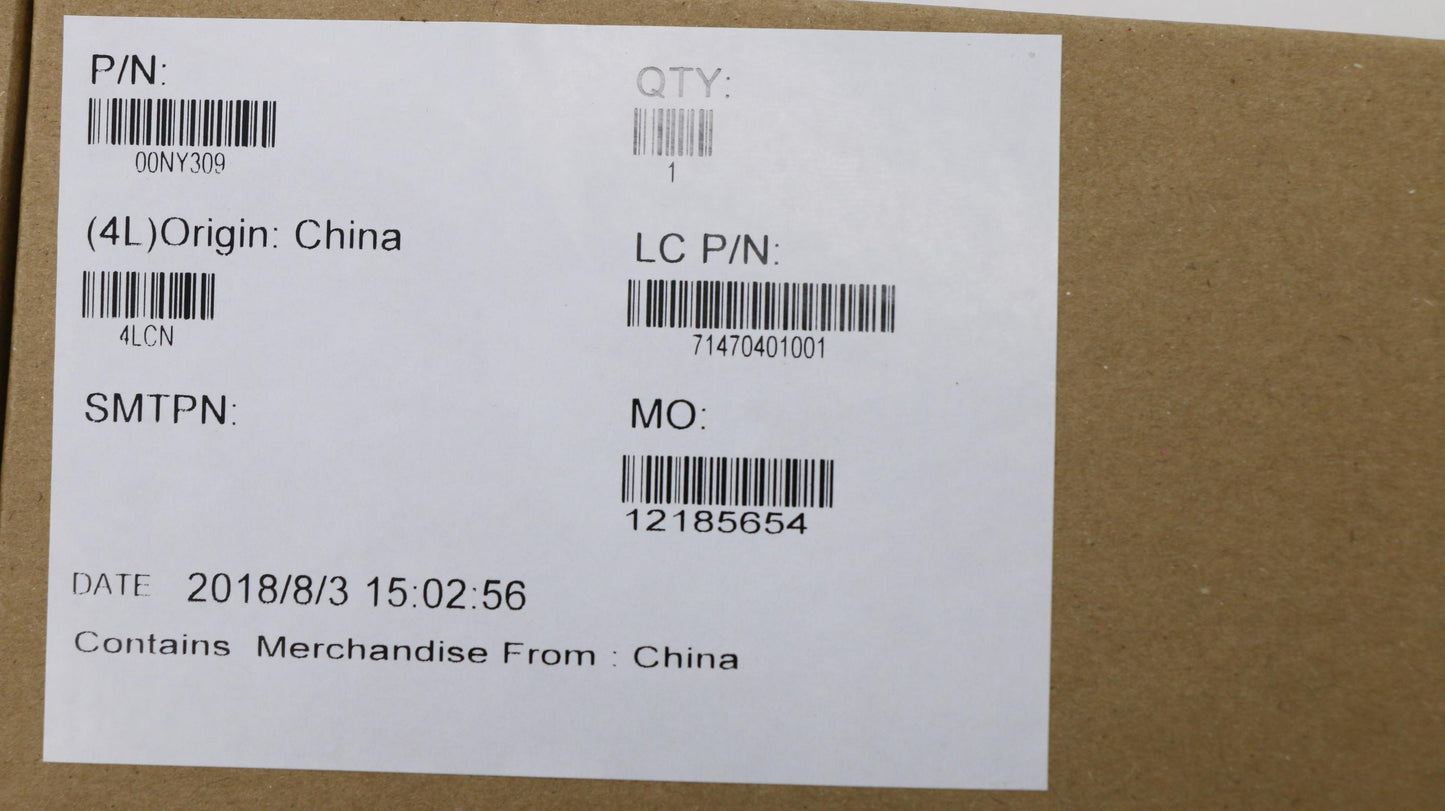 P/N:
00NY309
QTY:
1
(4L)Origin: China
4LCN
LC P/N:
71470401001
SMTPN:
MO:
12185654
DATE 2018/8/3 15:02:56
Contains Merchandise From : China